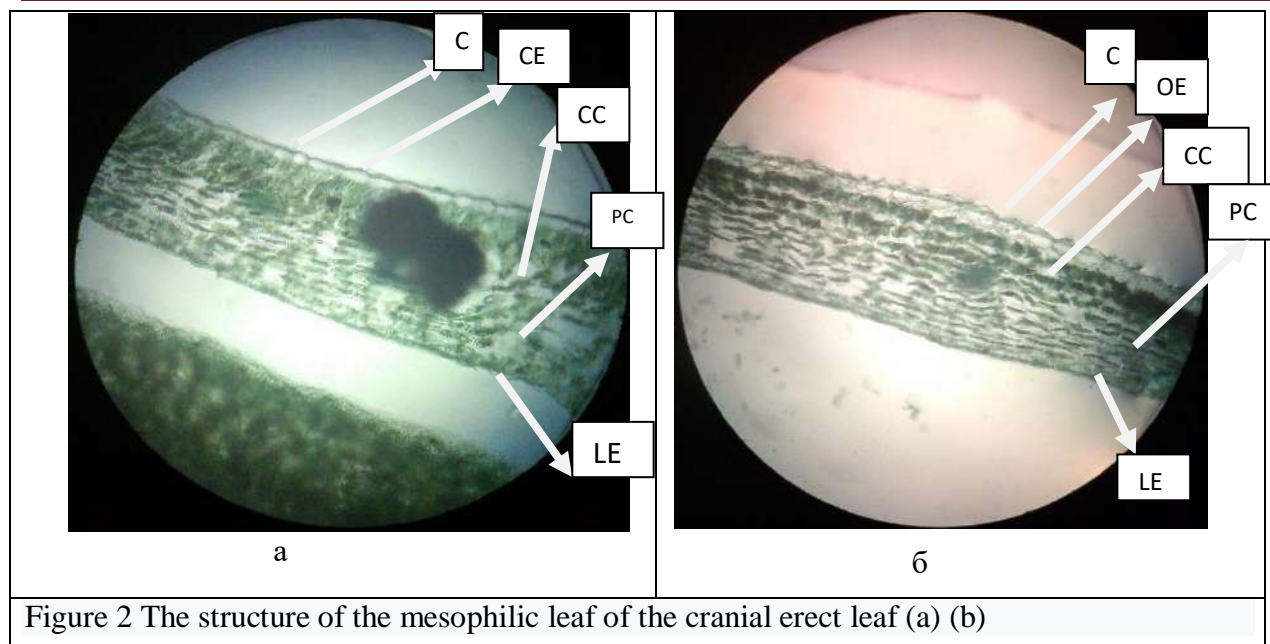 C
CE
CC
PC
LE
а
C
OE
CC
PC
LE
б
Figure 2 The structure of the mesophilic leaf of the cranial erect leaf (a) (b)